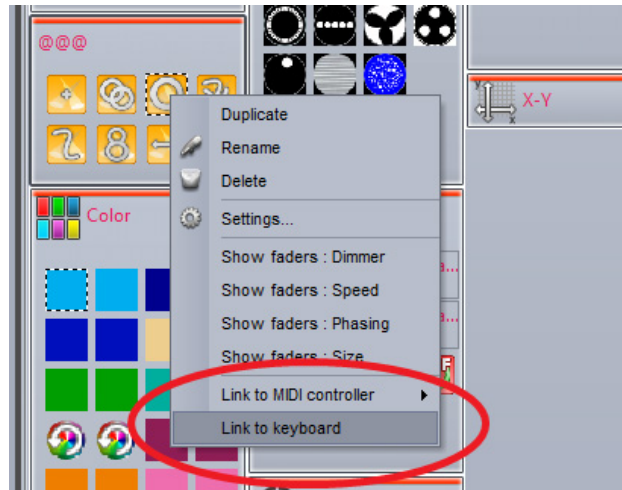 @@@
X-Y
y
x
8
Duplicate
Rename
Delete
Settings...
Color
Show faders : Dimmer
Show faders : Speed
Show faders : Phasing
Show faders : Size
Link to MIDI controller
Link to keyboard
a...
a...
F